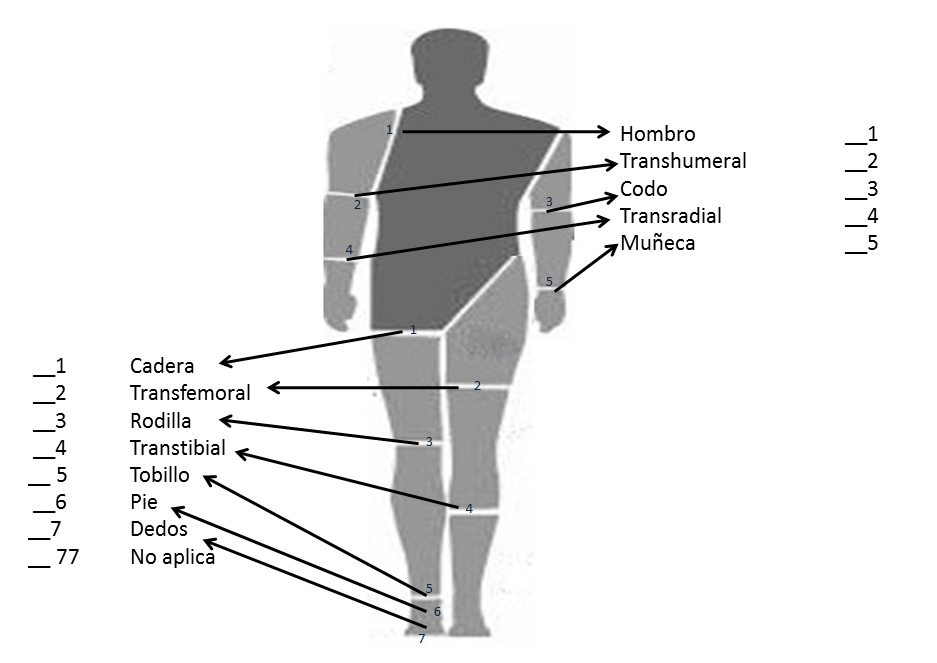 1
Hombro __1
Transhumeral __2
2
3
Codo __3
Transradial __4
4
Muñeca __5
5
1
__1 Cadera
2
__2 Transfemoral
__3 Rodilla
3
__4 Transtibial
__ 5 Tobillo
__6 Pie
4
__7 Dedos
__ 77 No aplica
5
6
7